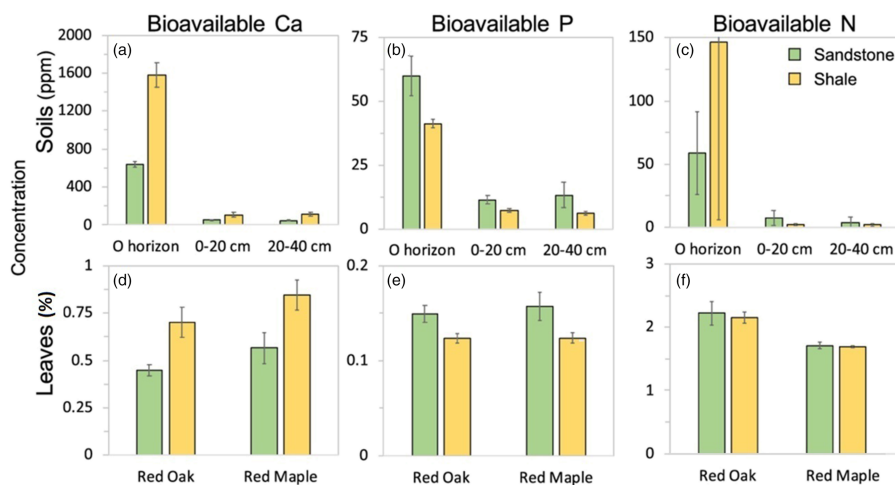 Bioavailable Ca
Bioavailable P
Bioavailable N
Concentration
Soils (ppm)
(a)
2000
1600
1200
800
400
0
O horizon 0-20 cm 20-40 cm
(b)
75
50
25
0
O horizon 0-20 cm 20-40 cm
(c)
150
100
50
0
Sandstone
Shale
O horizon 0-20 cm 20-40 cm
Leaves (%)
(d)
1
0.75
0.5
0.25
0
Red Oak Red Maple
(e)
0.2
0.1
0
Red Oak Red Maple
(f)
3
2
1
0
Red Oak Red Maple